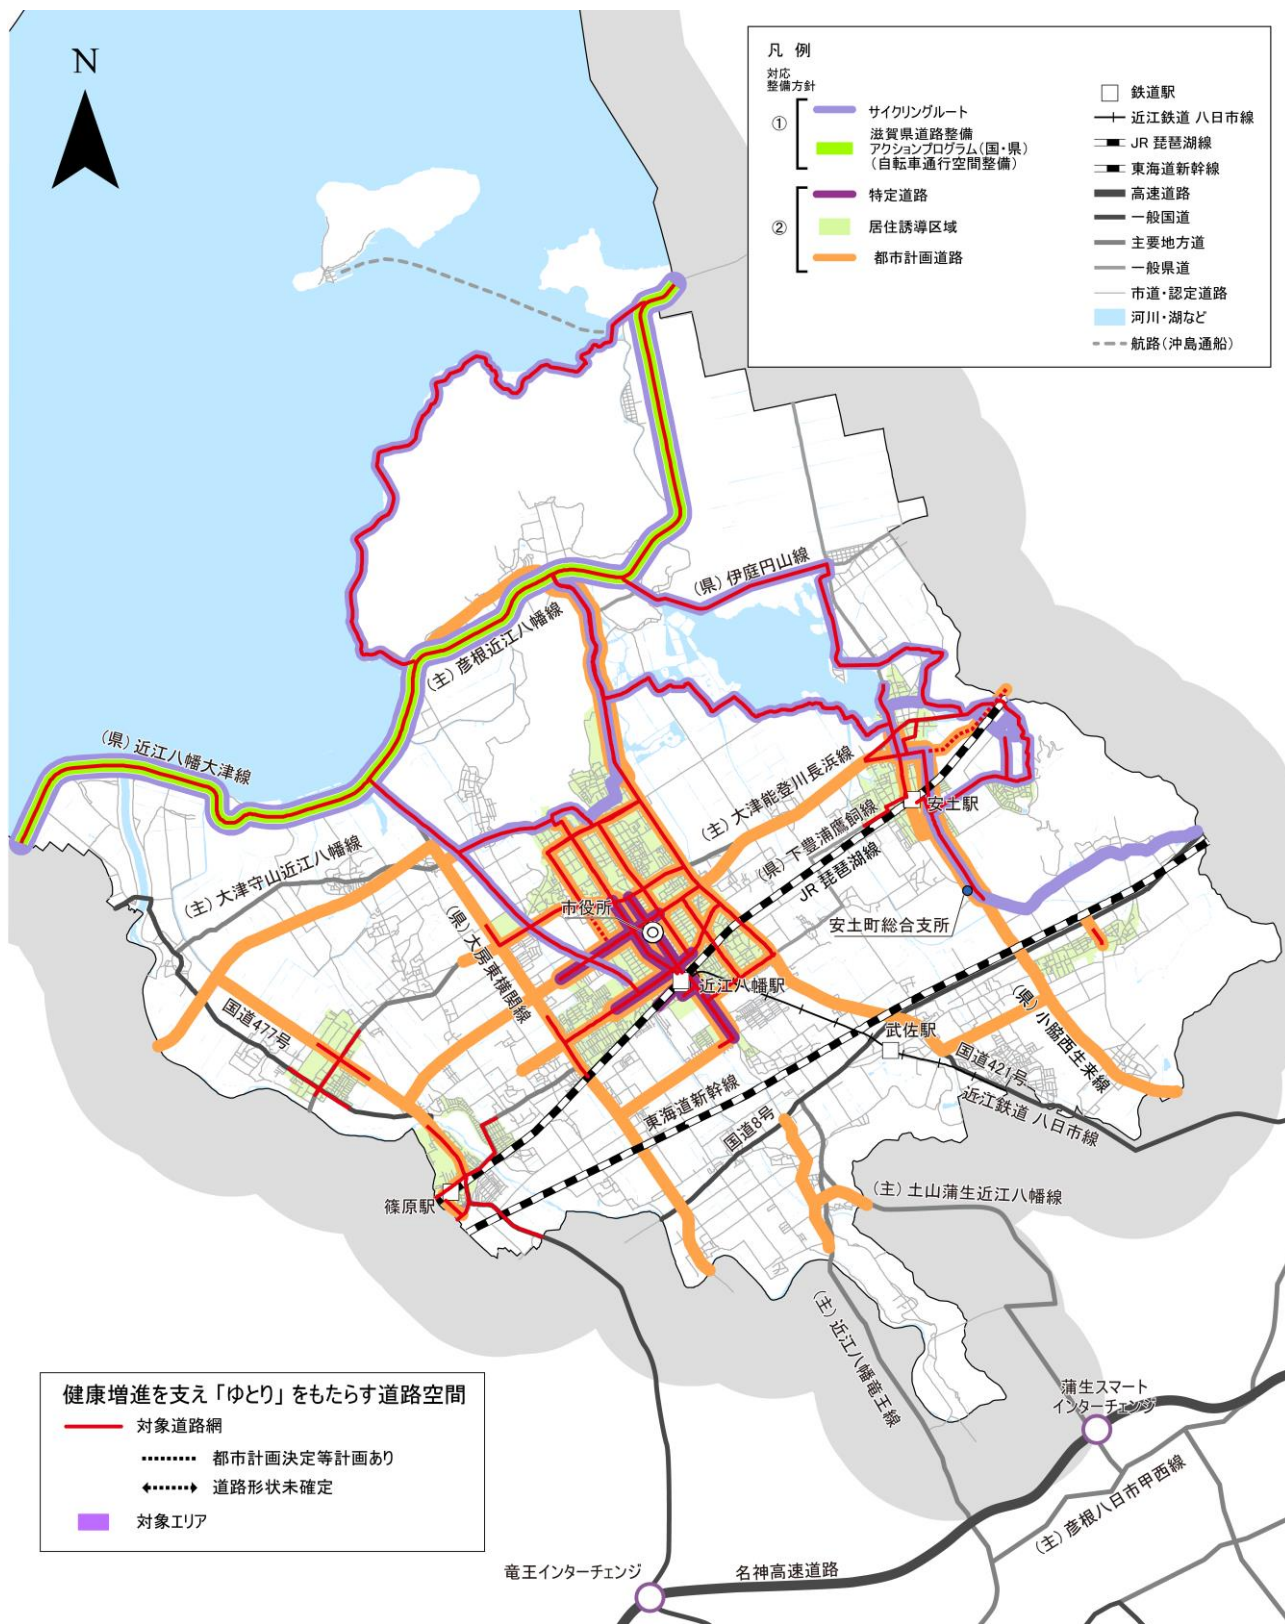 N
凡 例
対応
整備方針
①
サイクリングルート
滋賀県道路整備
アクションプログラム(国・県)
(自転車通行空間整備)
②
特定道路
居住誘導区域
都市計画道路
鉄道駅
近江鉄道 八日市線
JR 琵琶湖線
東海道新幹線
高速道路
一般国道
主要地方道
一般県道
市道・認定道路
河川・湖など
航路(沖島通船)
(県) 伊庭円山線
(主) 彦根近江八幡線
(県) 近江八幡大津線
(主) 大津能登川長浜線
(県) 下豊浦鷹飼線
JR 琵琶湖線
安土駅
(主) 大津守山近江八幡線
市役所
安土町総合支所
(県) 大房東横関線
近江八幡駅
国道477号
武佐駅
国道421号
(県) 小脇西生来線
近江鉄道 八日市線
東海道新幹線
国道8号
篠原駅
(主) 土山蒲生近江八幡線
(主) 近江八幡竜王線
蒲生スマート
インターチェンジ
(主) 彦根八日市甲西線
名神高速道路
竜王インターチェンジ
健康増進を支え「ゆとり」をもたらす道路空間
対象道路網
都市計画決定等計画あり
道路形状未確定
対象エリア